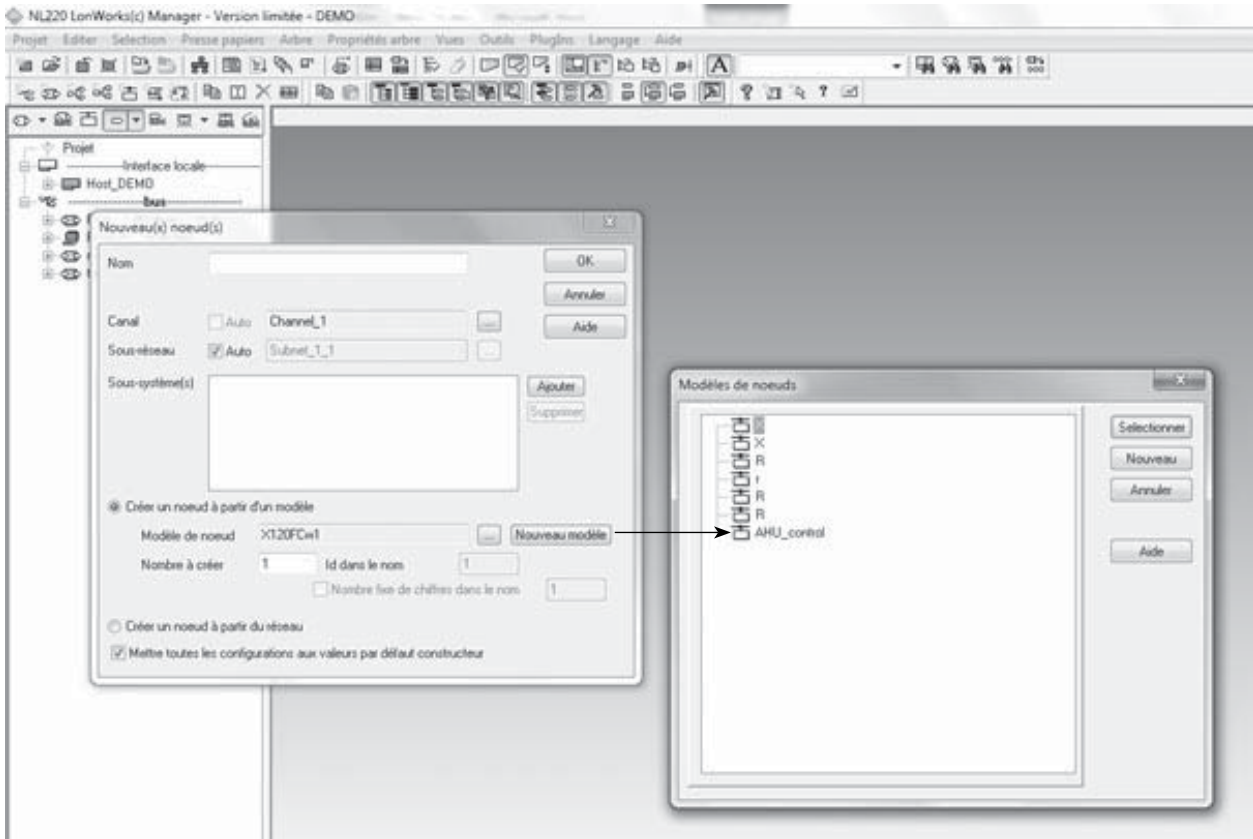 NL220 LonWorks(c) Manager - Version limitée - DEMO
Projet Editer Selection Presse papiers Arbre Propriétés arbre Vues Outils PlugIns Langage Aide
Projet
Interface locale
Host_DEMO
bus
Nouveau(x) noeud(s)
Nom
OK
Annuler
Canal
Auto
Channel_1
...
Aide
Sous-réseau
Auto
Subnet_1_1
...
Sous-système(s)
Ajouter
Supprimer
Créer un noeud à partir d'un modèle
Modèle de noeud
X120FCw1
...
Nouveau modèle
Nombre à créer
1
Id dans le nom
1
Nombre fixe de chiffres dans le nom
1
Créer un noeud à partir du réseau
Mettre toutes les configurations aux valeurs par défaut constructeur
Modèles de noeuds
X
R
r
R
R
AHU_control
Selectionner
Nouveau
Annuler
Aide